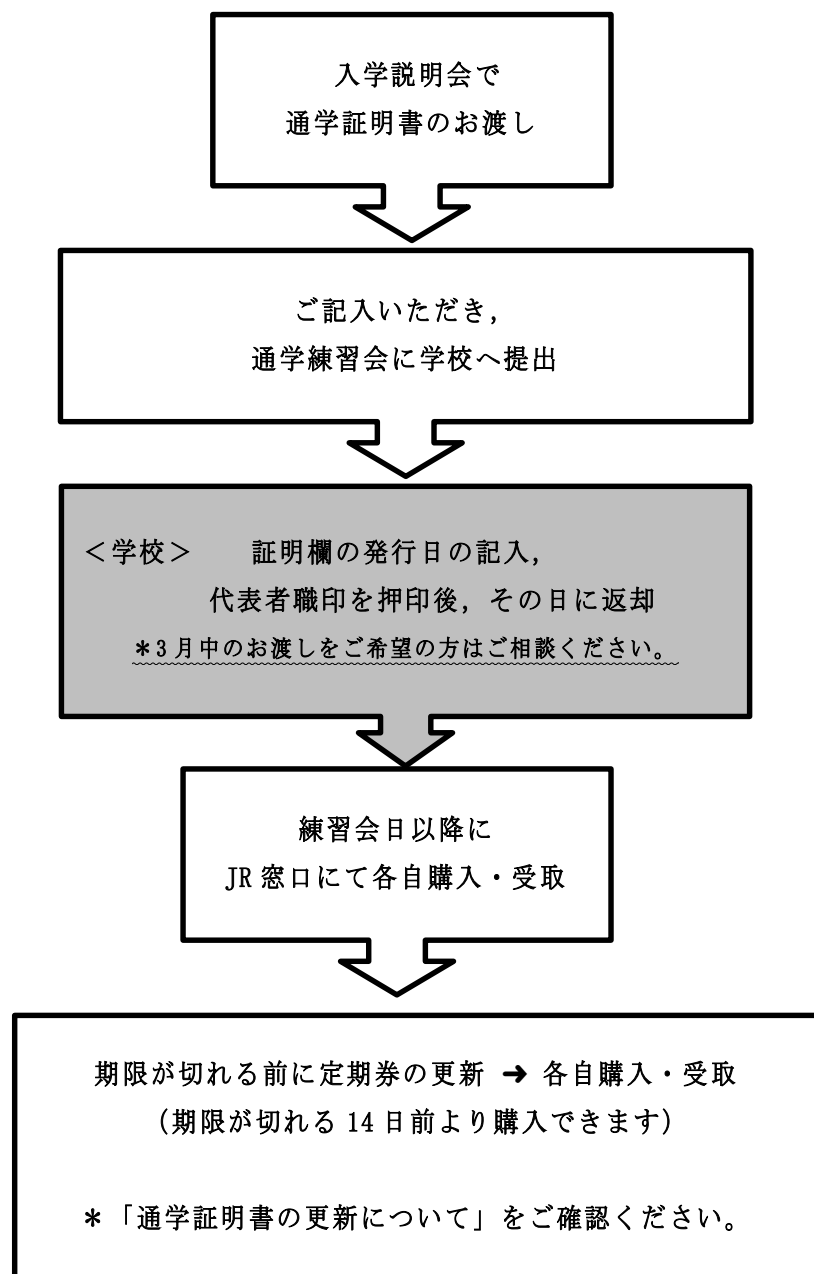 入学説明会で
通学証明書のお渡し
ご記入いただき，
通学練習会に学校へ提出
＜学校＞　　証明欄の発行日の記入，
代表者職印を押印後，その日に返却
＊3月中のお渡しをご希望の方はご相談ください。
練習会日以降に
JR窓口にて各自購入・受取
期限が切れる前に定期券の更新 ➜ 各自購入・受取
（期限が切れる 14 日前より購入できます）
＊「通学証明書の更新について」をご確認ください。